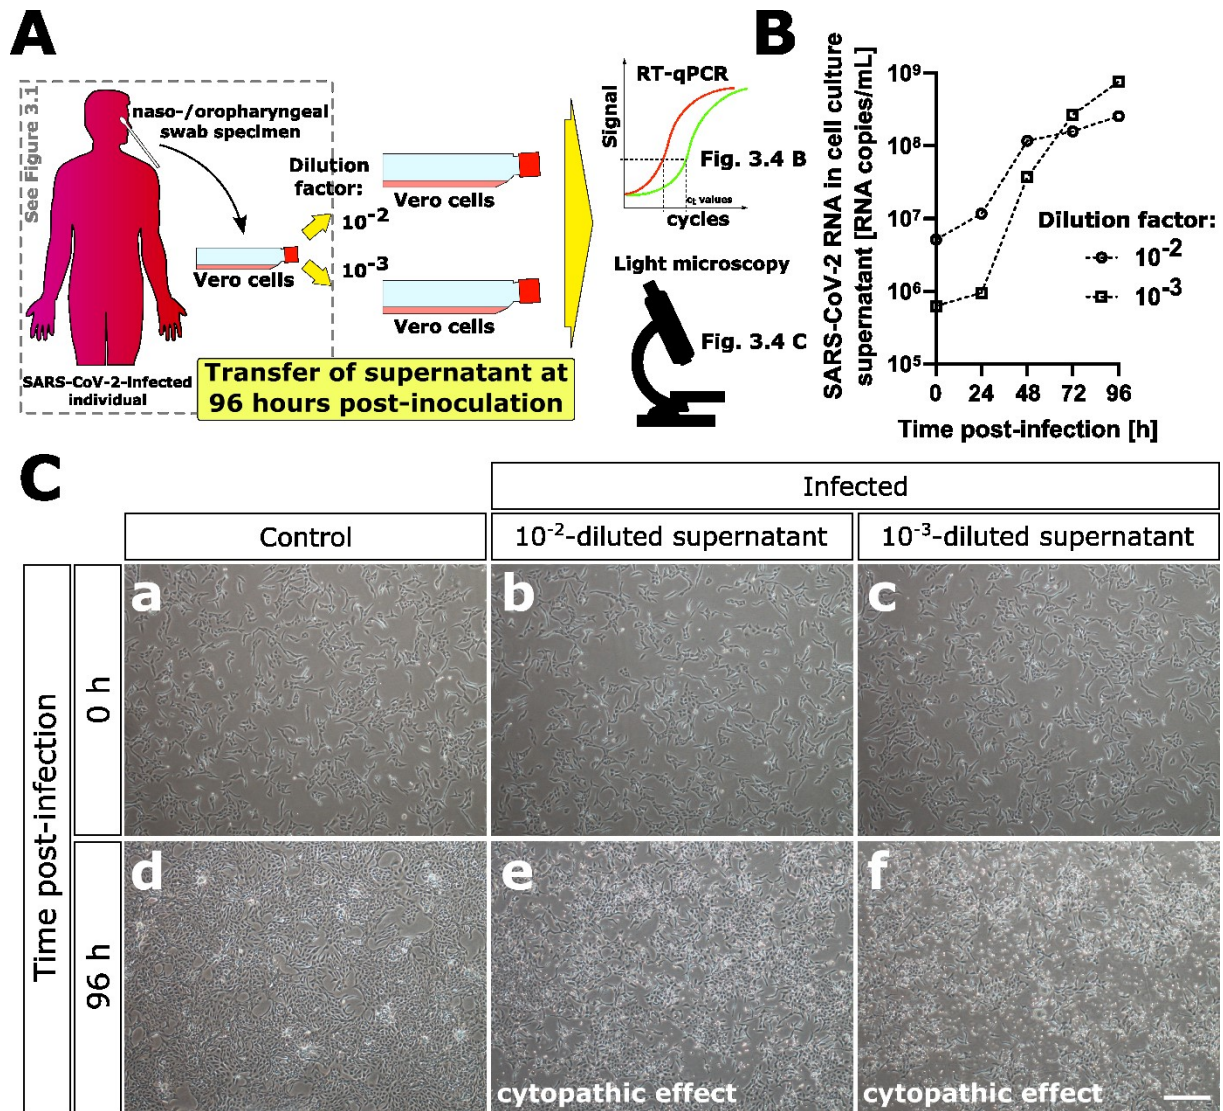 A
See Figure 3.1
naso-/oropharyngeal
swab specimen
Dilution
factor:
10⁻²
10⁻³
Vero cells
Vero cells
Vero cells
SARS-CoV-2-Infected
individual
Transfer of supernatant at
96 hours post-inoculation
RT-qPCR
Signal
Fig. 3.4 B
cₜ values
cycles
Light microscopy
Fig. 3.4 C
B
SARS-CoV-2 RNA in cell culture
supernatant [RNA copies/mL]
10⁹
10⁸
10⁷
10⁶
10⁵
Dilution factor:
10⁻²
10⁻³
0 24 48 72 96
Time post-infection [h]
C
Infected
Control
10⁻²-diluted supernatant
10⁻³-diluted supernatant
Time post-infection
0 h
a
b
c
96 h
d
e
f
cytopathic effect
cytopathic effect